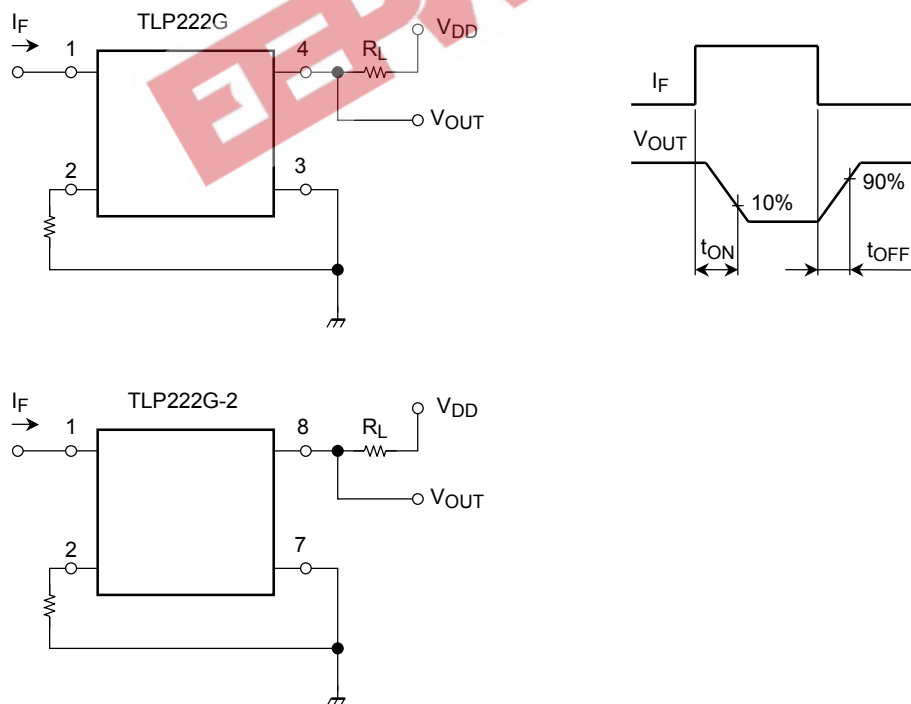 IF
TLP222G
1
4
RL
VDD
VOUT
2
3
IF
VOUT
10%
90%
tON
tOFF
IF
TLP222G-2
1
8
RL
VDD
VOUT
2
7